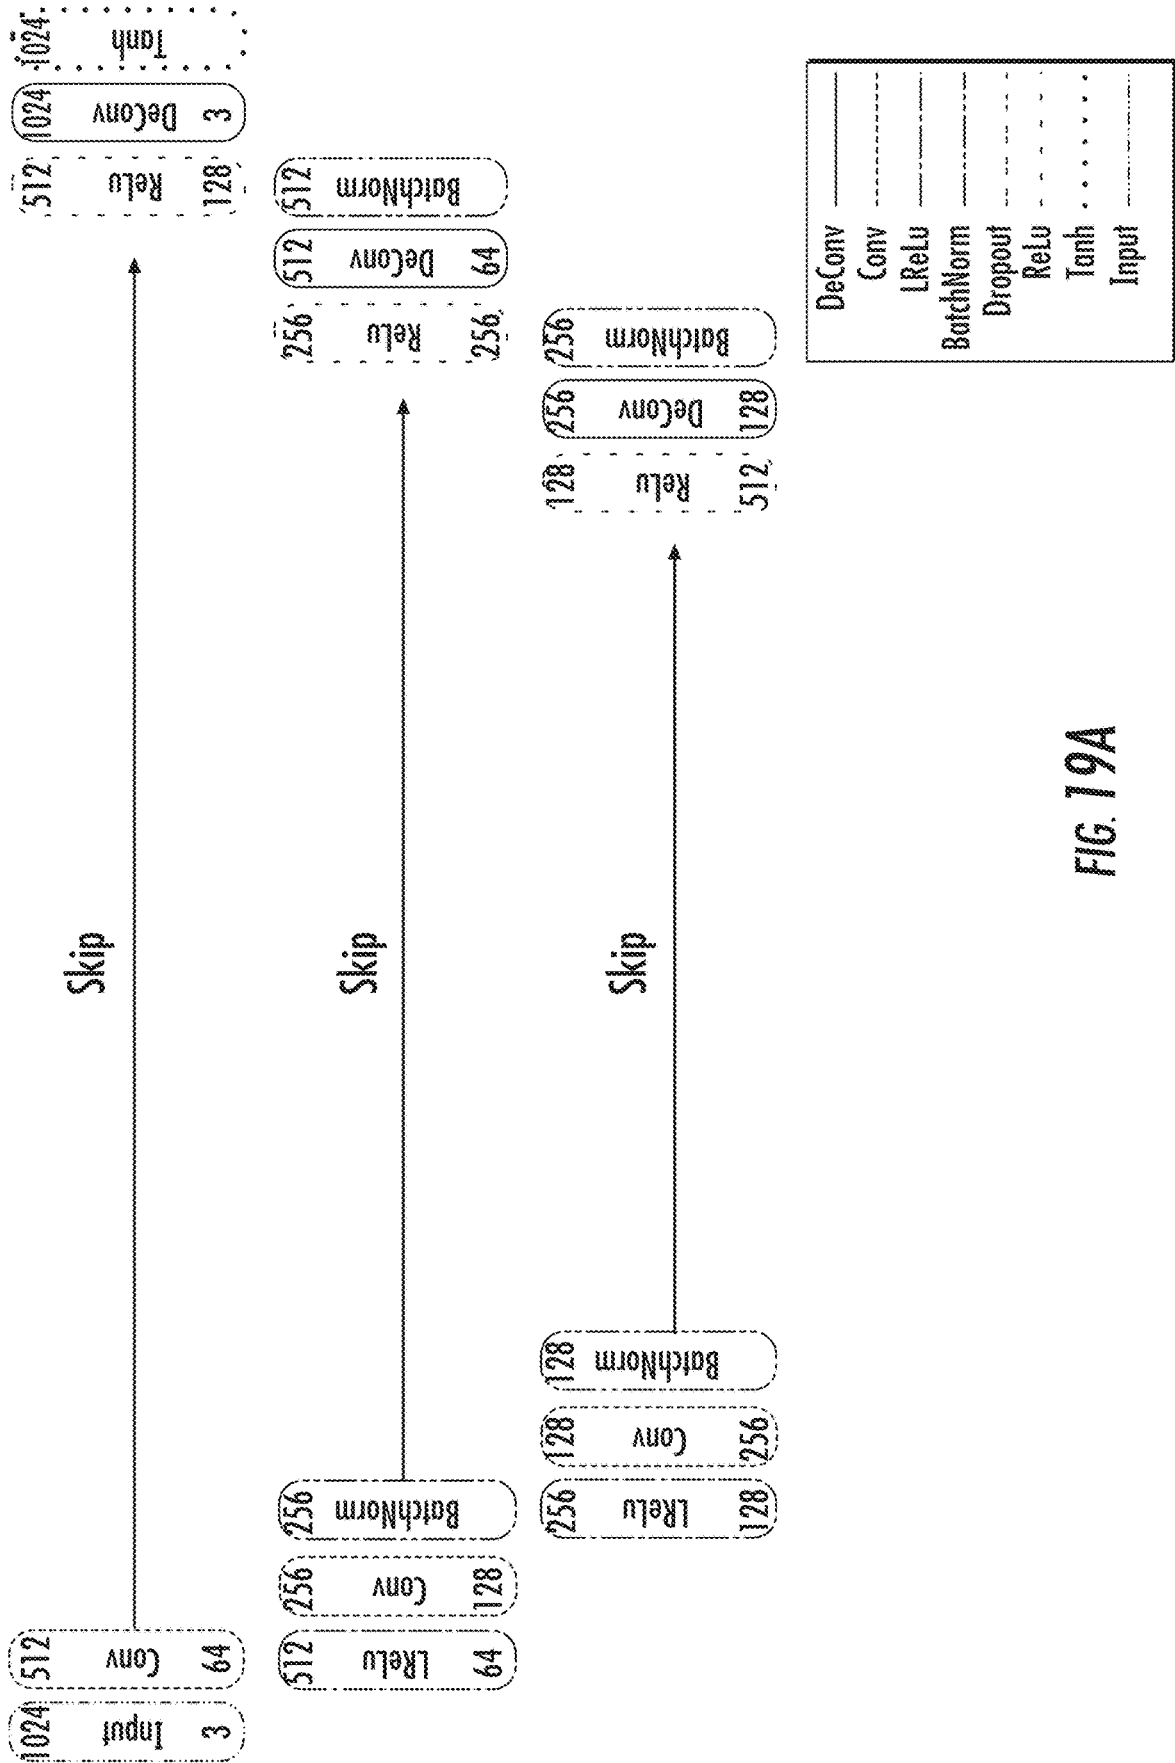 1024
Input
3
512
Conv
64
Skip
512
ReLu
128
1024
DeConv
3
1024
Tanh
512
LReLu
64
256
Conv
128
256
BatchNorm
Skip
256
ReLu
256
512
DeConv
64
512
BatchNorm
256
LReLu
128
128
Conv
256
128
BatchNorm
Skip
128
ReLu
512
256
DeConv
128
256
BatchNorm
DeConv
Conv
LReLu
BatchNorm
Dropout
ReLu
Tanh
Input
FIG. 19A